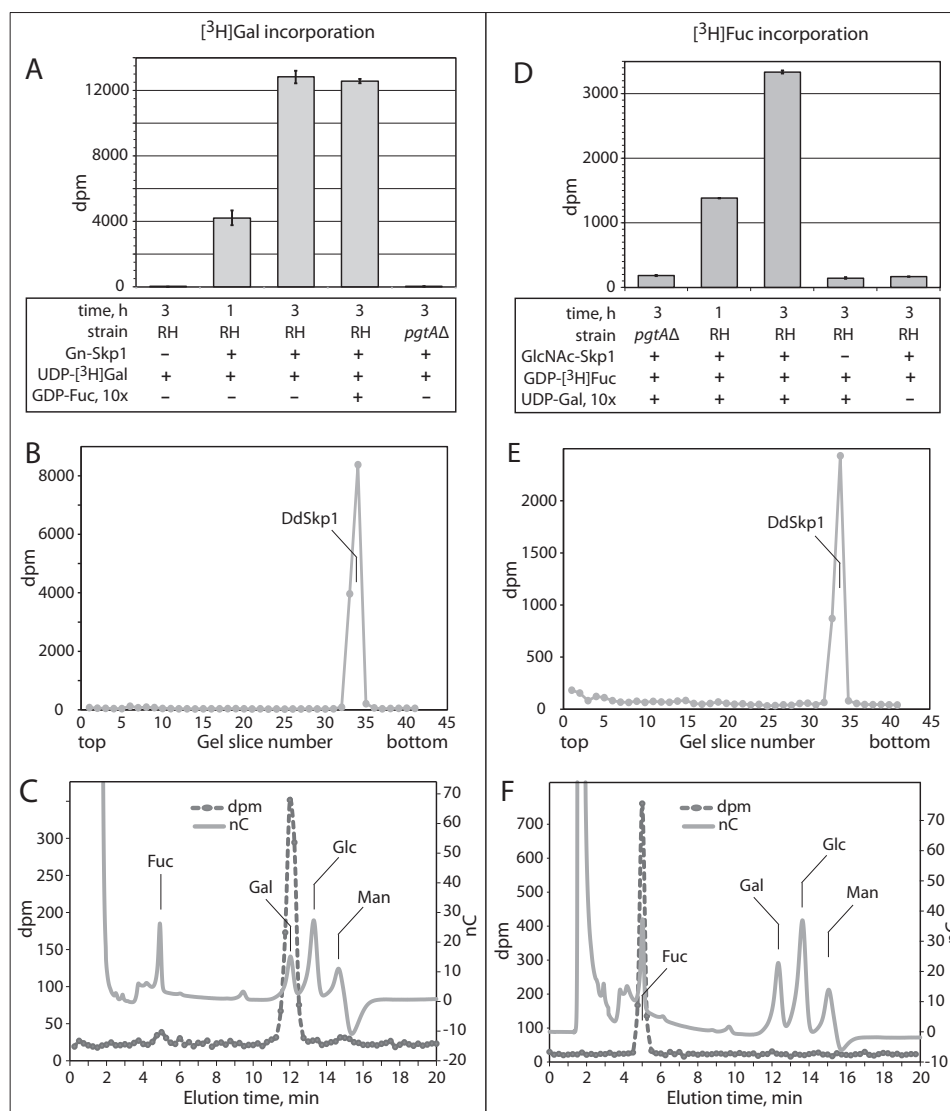 [³H]Gal incorporation
A
12000
8000
4000
0
dpm
time, h 3 1 3 3 3
strain RH RH RH RH pgtAΔ
Gn-Skp1 – + + + +
UDP-[³H]Gal + + + + +
GDP-Fuc, 10x – – – + –
B
8000
6000
4000
2000
0
dpm
DdSkp1
0 5 10 15 20 25 30 35 40 45
top Gel slice number bottom
C
350
300
250
200
150
100
50
0
dpm
70
60
50
40
30
20
10
0
-10
-20
nC
dpm
nC
Fuc
Gal
Glc
Man
0 2 4 6 8 10 12 14 16 18 20
Elution time, min
[³H]Fuc incorporation
D
3000
2000
1000
0
dpm
time, h 3 1 3 3 3
strain pgtAΔ RH RH RH RH
GlcNAc-Skp1 + + + – +
GDP-[³H]Fuc + + + + +
UDP-Gal, 10x + + + + –
E
2500
2000
1500
1000
500
0
dpm
DdSkp1
0 5 10 15 20 25 30 35 40 45
top Gel slice number bottom
F
700
600
500
400
300
200
100
0
dpm
70
60
50
40
30
20
10
0
-10
nC
dpm
nC
Fuc
Gal
Glc
Man
0 2 4 6 8 10 12 14 16 18 20
Elution time, min